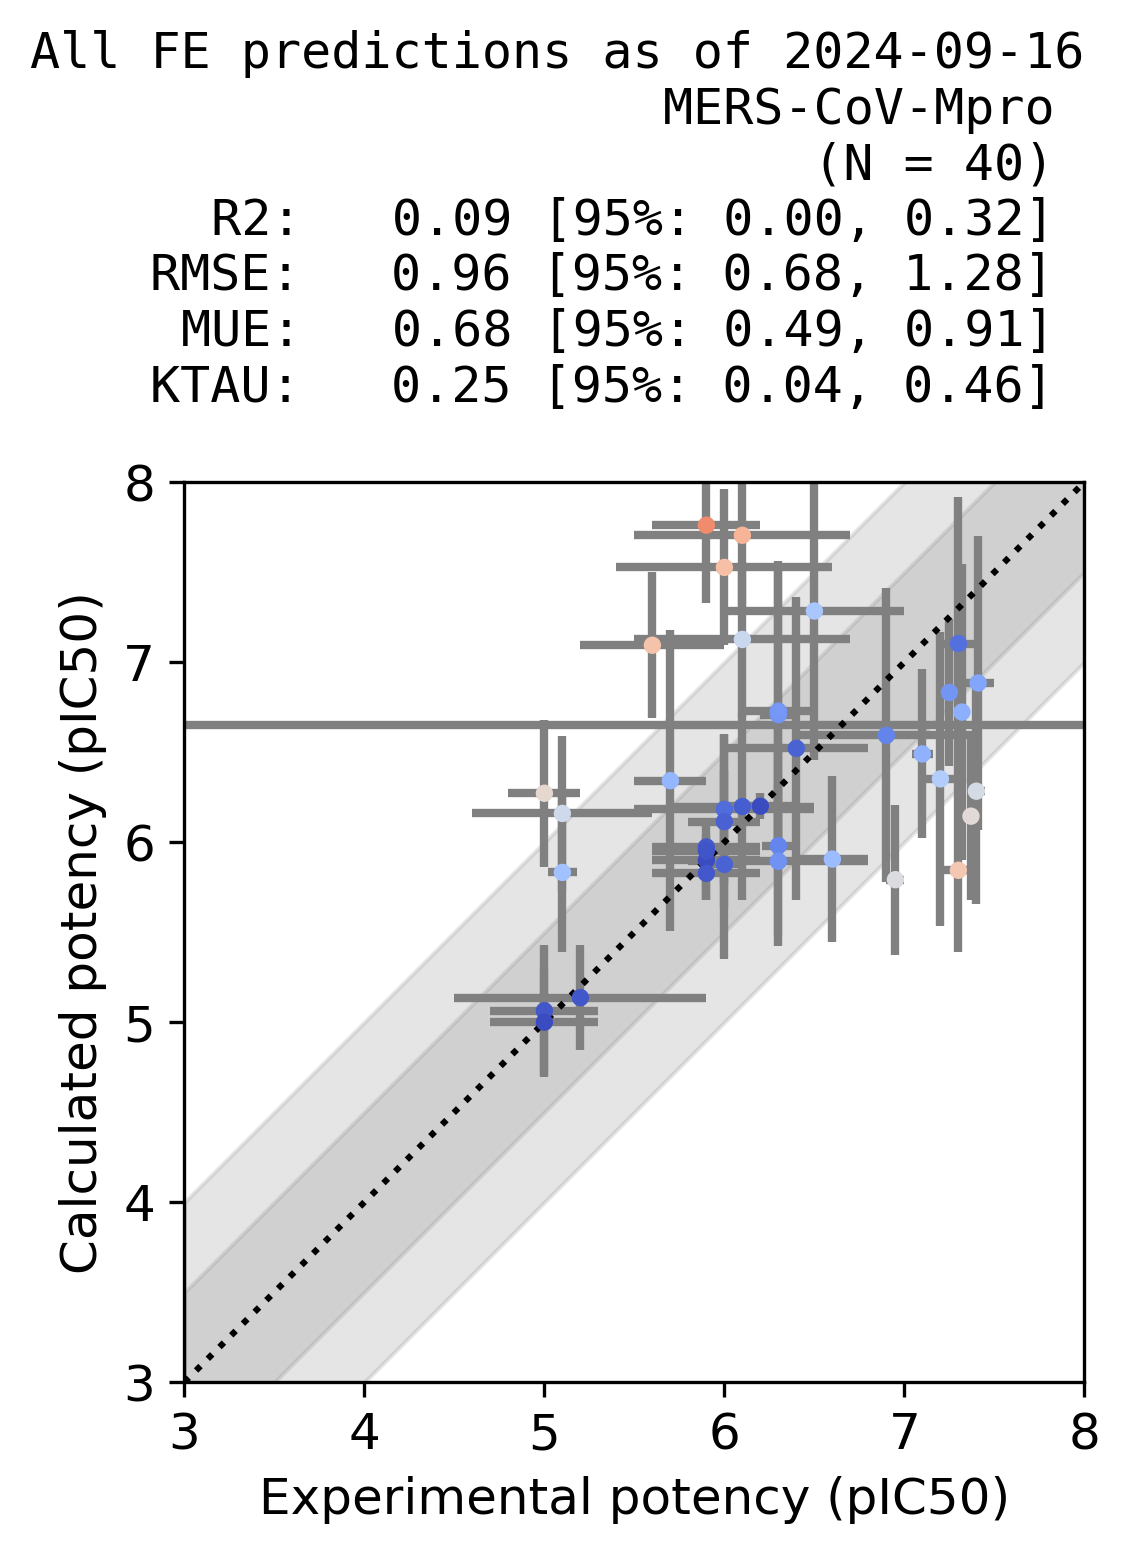 All FE predictions as of 2024-09-16
MERS-CoV-Mpro
(N = 40)
R2: 0.09 [95%: 0.00, 0.32]
RMSE: 0.96 [95%: 0.68, 1.28]
MUE: 0.68 [95%: 0.49, 0.91]
KTAU: 0.25 [95%: 0.04, 0.46]
8
7
6
5
4
3
Calculated potency (pIC50)
3 4 5 6 7 8
Experimental potency (pIC50)